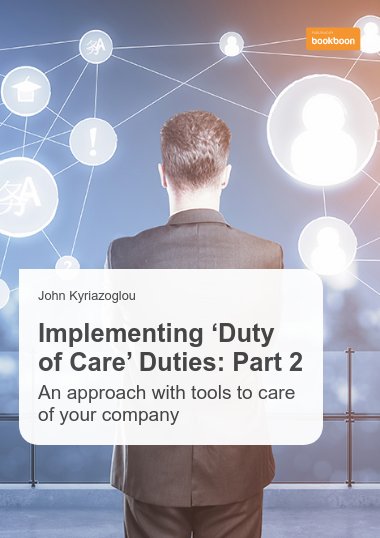 bookboon
John Kyriazoglou
Implementing ‘Duty
of Care’ Duties: Part 2
An approach with tools to care
of your company